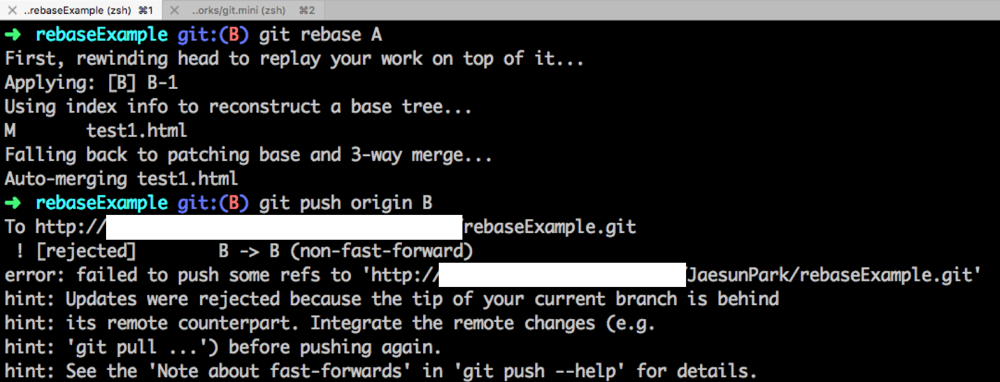 ..rebaseExample (zsh) ⌘1 ..orks/git.mini (zsh) ⌘2
➜ rebaseExample git:(B) git rebase A
First, rewinding head to replay your work on top of it...
Applying: [B] B-1
Using index info to reconstruct a base tree...
M test1.html
Falling back to patching base and 3-way merge...
Auto-merging test1.html
➜ rebaseExample git:(B) git push origin B
To http:// /rebaseExample.git
! [rejected] B -> B (non-fast-forward)
error: failed to push some refs to 'http:// /JaesunPark/rebaseExample.git'
hint: Updates were rejected because the tip of your current branch is behind
hint: its remote counterpart. Integrate the remote changes (e.g.
hint: 'git pull ...') before pushing again.
hint: See the 'Note about fast-forwards' in 'git push --help' for details.